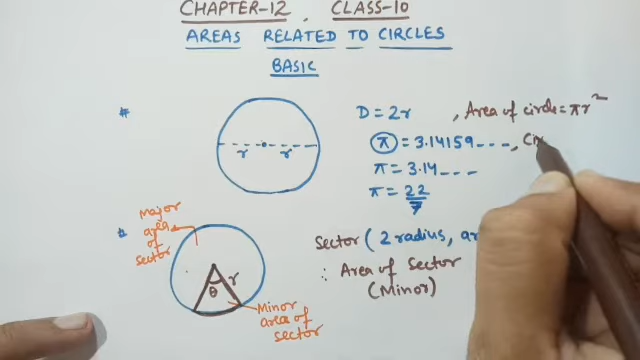 CHAPTER-12, CLASS-10
AREAS RELATED TO CIRCLES
BASIC
#
D = 2r , Area of circle = πr²
r r
π = 3.14159---, Cir
π = 3.14---
π = 22/7
#
Major area of sector
θ r
Minor area of sector
Sector ( 2 radius, ar
∴ Area of Sector
(Minor)